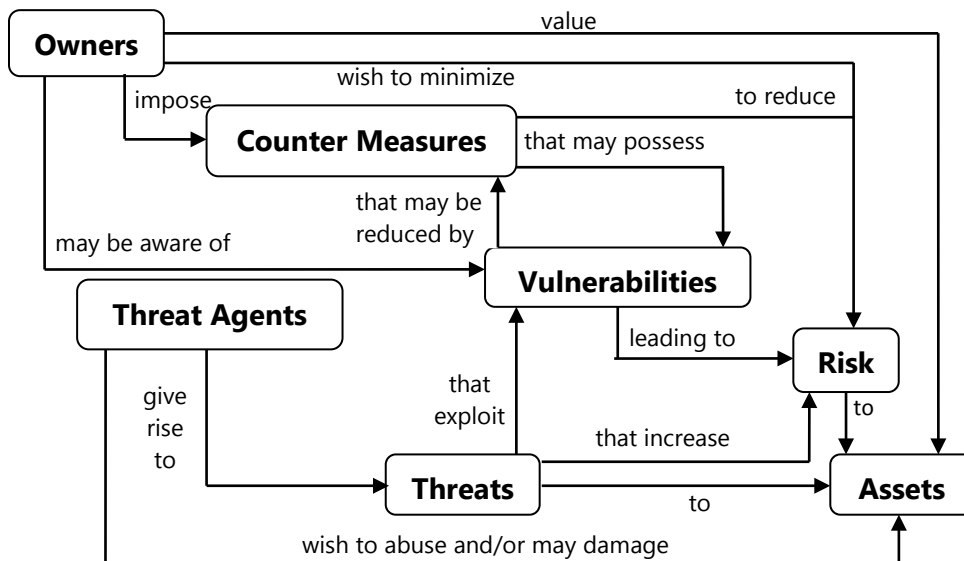 value
Owners
wish to minimize
impose
to reduce
Counter Measures
that may possess
that may be
reduced by
may be aware of
Vulnerabilities
Threat Agents
leading to
Risk
give
rise
to
that
exploit
to
that increase
Threats
to
Assets
wish to abuse and/or may damage